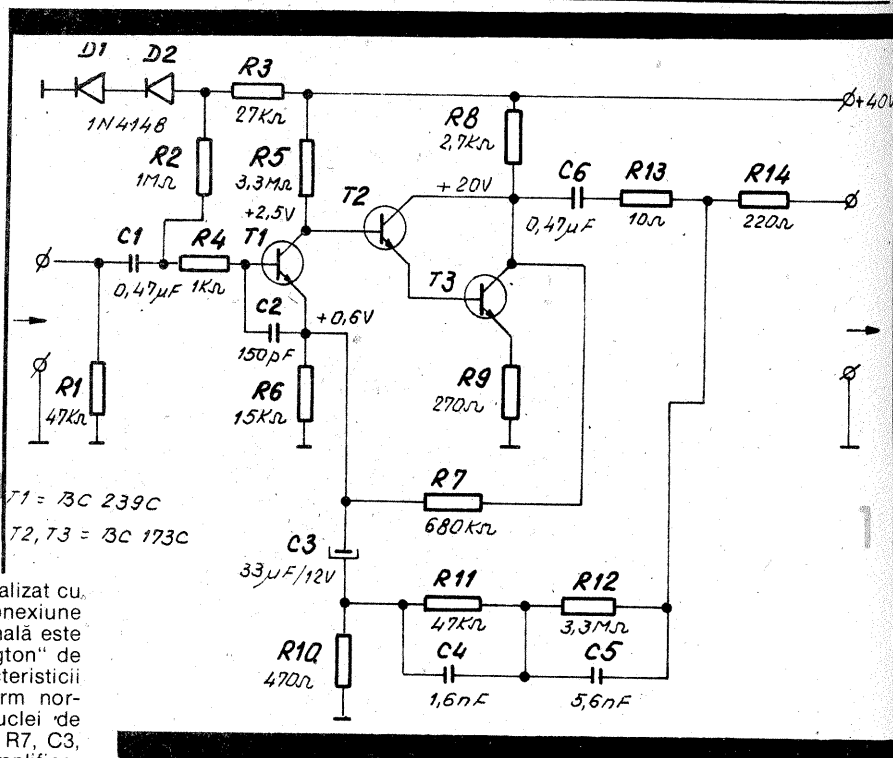 D1 D2
1N4148
R3
27KΩ
R2
1MΩ
R5
3,3MΩ
+2,5V
R8
2,7KΩ
+40V
C1
0,47μF
R4
1KΩ
T1
T2
+20V
C6
0,47μF
R13
10Ω
R14
220Ω
T3
C2
150pF
+0,6V
R1
47KΩ
R6
15KΩ
R9
270Ω
R7
680KΩ
T1 = BC 239C
T2, T3 = BC 173C
C3
33μF/12V
R11
47KΩ
R12
3,3MΩ
R10
470Ω
C4
1,6nF
C5
5,6nF
1
alizat cu
onexiune
nală este
gton“ de
cteristicii
rm nor-
uclei de
R7, C3,